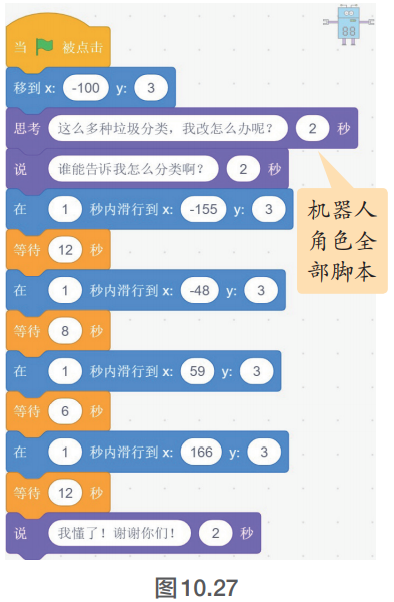 当 被点击
移到 x: -100 y: 3
思考 这么多种垃圾分类，我改怎么办呢？ 2 秒
说 谁能告诉我怎么分类啊？ 2 秒
在 1 秒内滑行到 x: -155 y: 3
等待 12 秒
在 1 秒内滑行到 x: -48 y: 3
等待 8 秒
在 1 秒内滑行到 x: 59 y: 3
等待 6 秒
在 1 秒内滑行到 x: 166 y: 3
等待 12 秒
说 我懂了！谢谢你们！ 2 秒
88
机器人
角色全
部脚本
图10.27